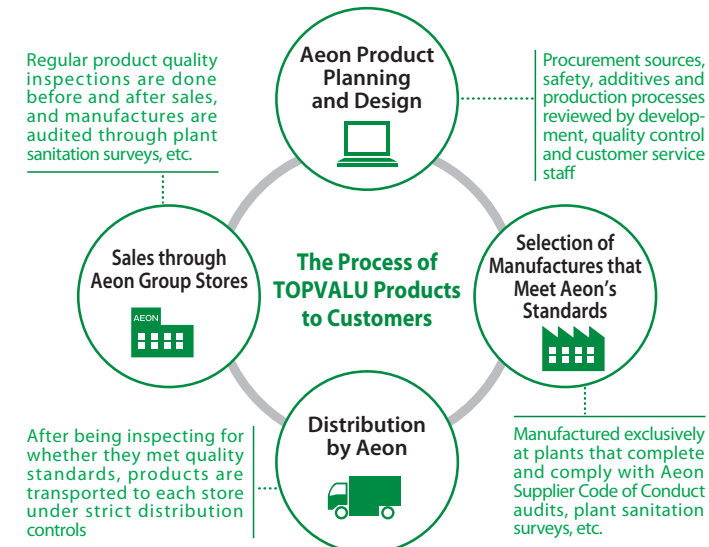 Aeon Product
Planning
and Design
Regular product quality
inspections are done
before and after sales,
and manufactures are
audited through plant
sanitation surveys, etc.
Procurement sources,
safety, additives and
production processes
reviewed by develop-
ment, quality control
and customer service
staff
Sales through
Aeon Group Stores
AEON
The Process of
TOPVALU Products
to Customers
Selection of
Manufactures that
Meet Aeon's
Standards
Distribution
by Aeon
After being inspecting for
whether they met quality
standards, products are
transported to each store
under strict distribution
controls
Manufactured exclusively
at plants that complete
and comply with Aeon
Supplier Code of Conduct
audits, plant sanitation
surveys, etc.